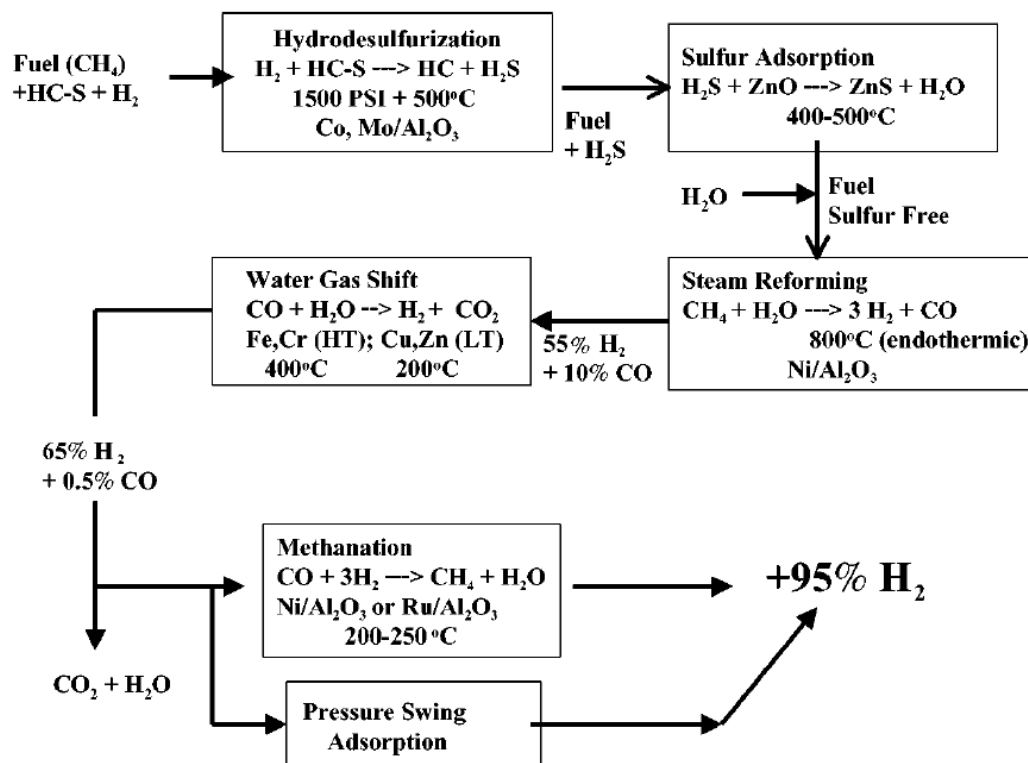 Fuel (CH₄)
+HC-S + H₂
Hydrodesulfurization
H₂ + HC-S ---> HC + H₂S
1500 PSI + 500°C
Co, Mo/Al₂O₃
Fuel
+ H₂S
Sulfur Adsorption
H₂S + ZnO ---> ZnS + H₂O
400-500°C
H₂O
Fuel
Sulfur Free
Steam Reforming
CH₄ + H₂O ---> 3 H₂ + CO
800°C (endothermic)
Ni/Al₂O₃
55% H₂
+ 10% CO
Water Gas Shift
CO + H₂O --> H₂ + CO₂
Fe,Cr (HT); Cu,Zn (LT)
400°C 200°C
65% H₂
+ 0.5% CO
CO₂ + H₂O
Methanation
CO + 3H₂ ---> CH₄ + H₂O
Ni/Al₂O₃ or Ru/Al₂O₃
200-250 °C
Pressure Swing
Adsorption
+95% H₂